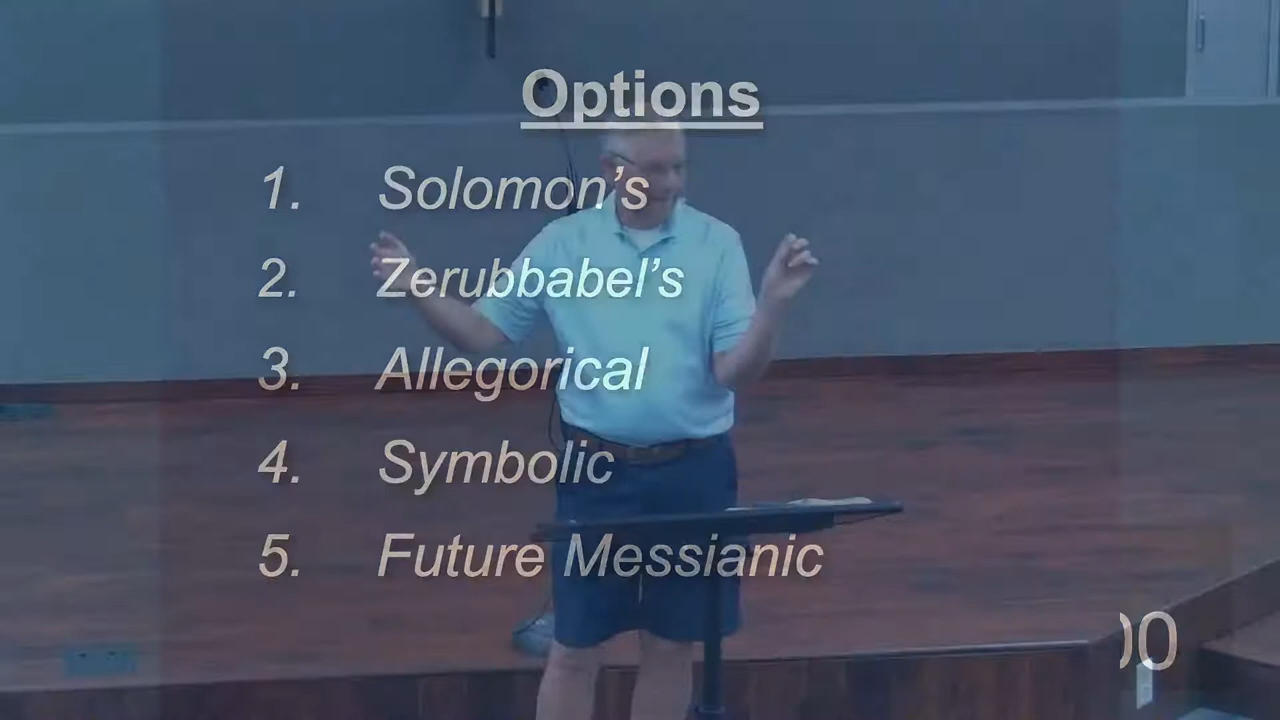 Options
1. Solomon's
2. Zerubbabel's
3. Allegorical
4. Symbolic
5. Future Messianic